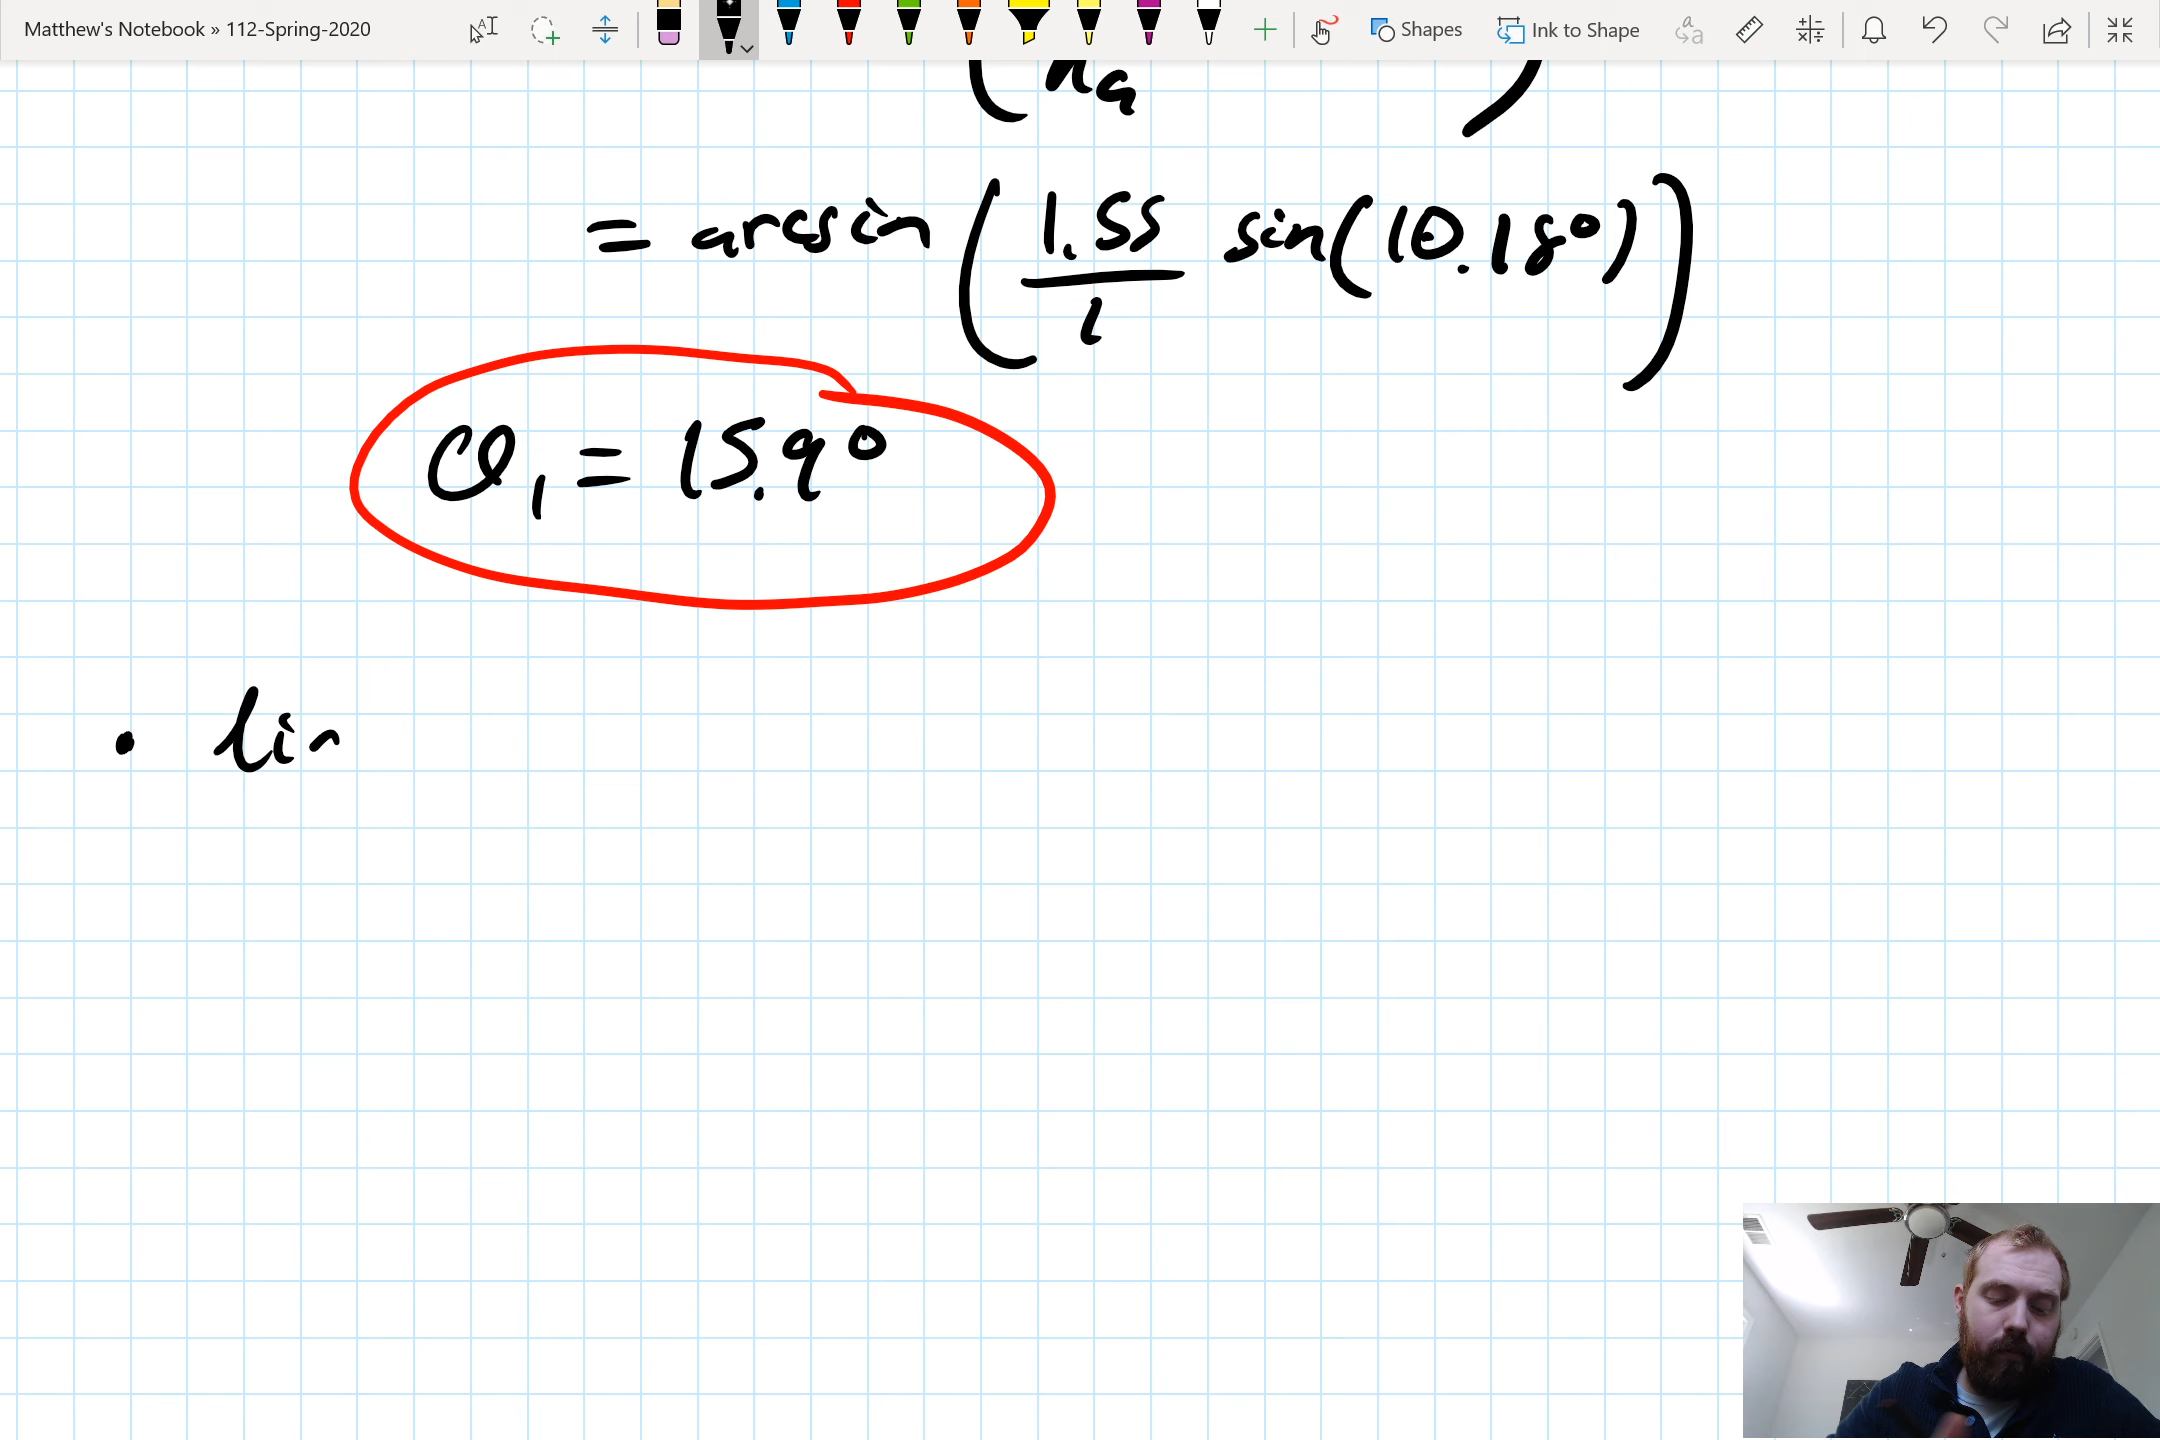 Matthew's Notebook » 112-Spring-2020
Shapes
Ink to Shape
( n_a )
= arcsin ( 1.55 / 1 sin(10.18°) )
θ₁ = 15.9°
• lin